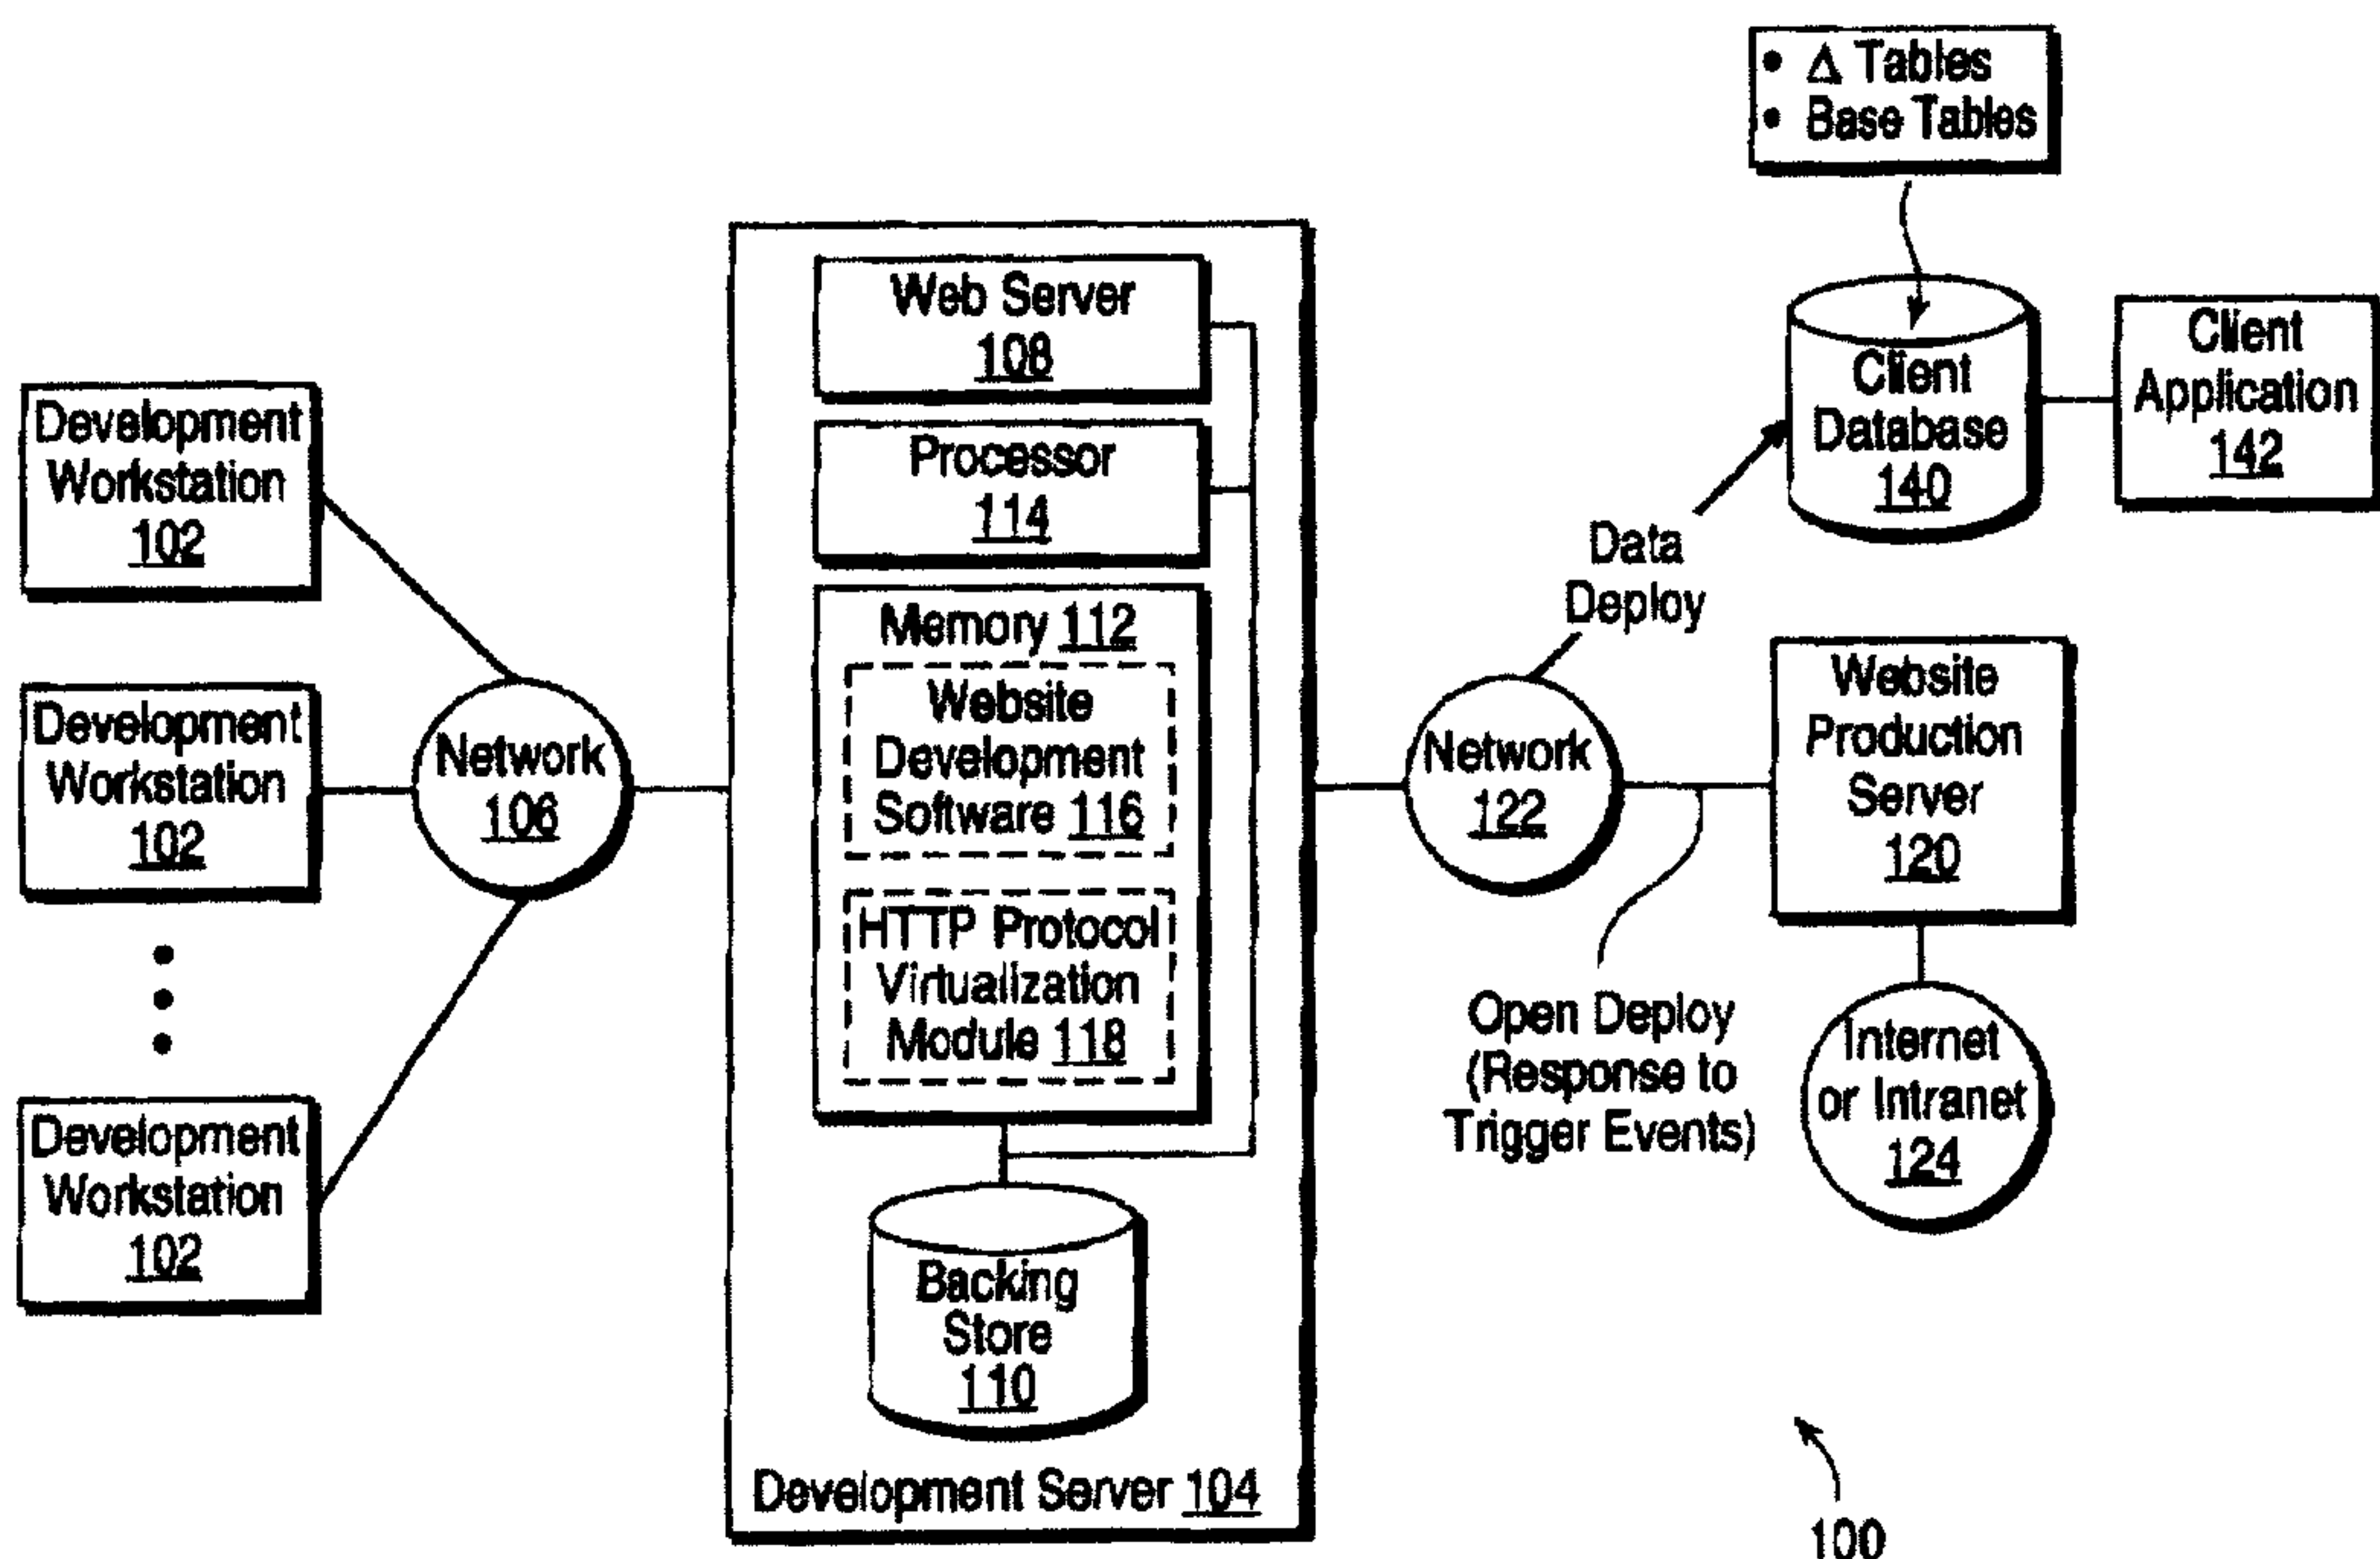 • Δ Tables
• Base Tables
Development
Workstation
102
Development
Workstation
102
Development
Workstation
102
Network
106
Web Server
108
Processor
114
Memory 112
Website
Development
Software 116
HTTP Protocol
Virtualization
Module 118
Backing
Store
110
Development Server 104
Network
122
Data
Deploy
Open Deploy
(Response to
Trigger Events)
Client
Database
140
Client
Application
142
Website
Production
Server
120
Internet
or Intranet
124
100